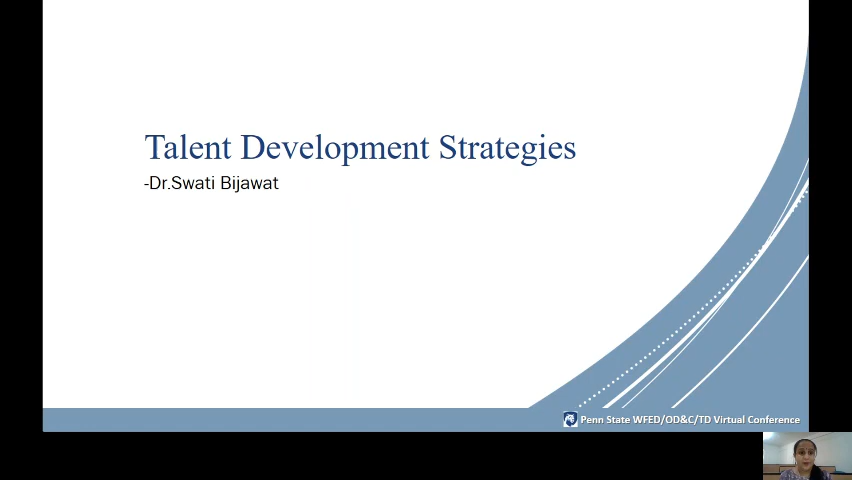 Talent Development Strategies
-Dr.Swati Bijawat
Penn State WFED/OD&C/TD Virtual Conference